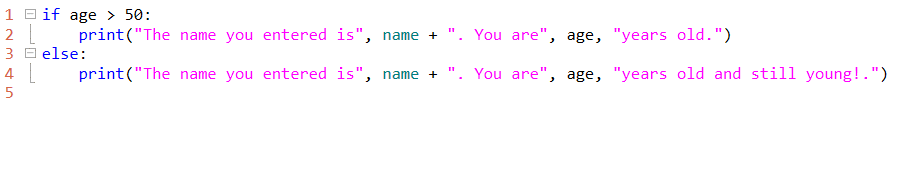 1 if age > 50:
2     print("The name you entered is", name + ". You are", age, "years old.")
3 else:
4     print("The name you entered is", name + ". You are", age, "years old and still young!.")
5